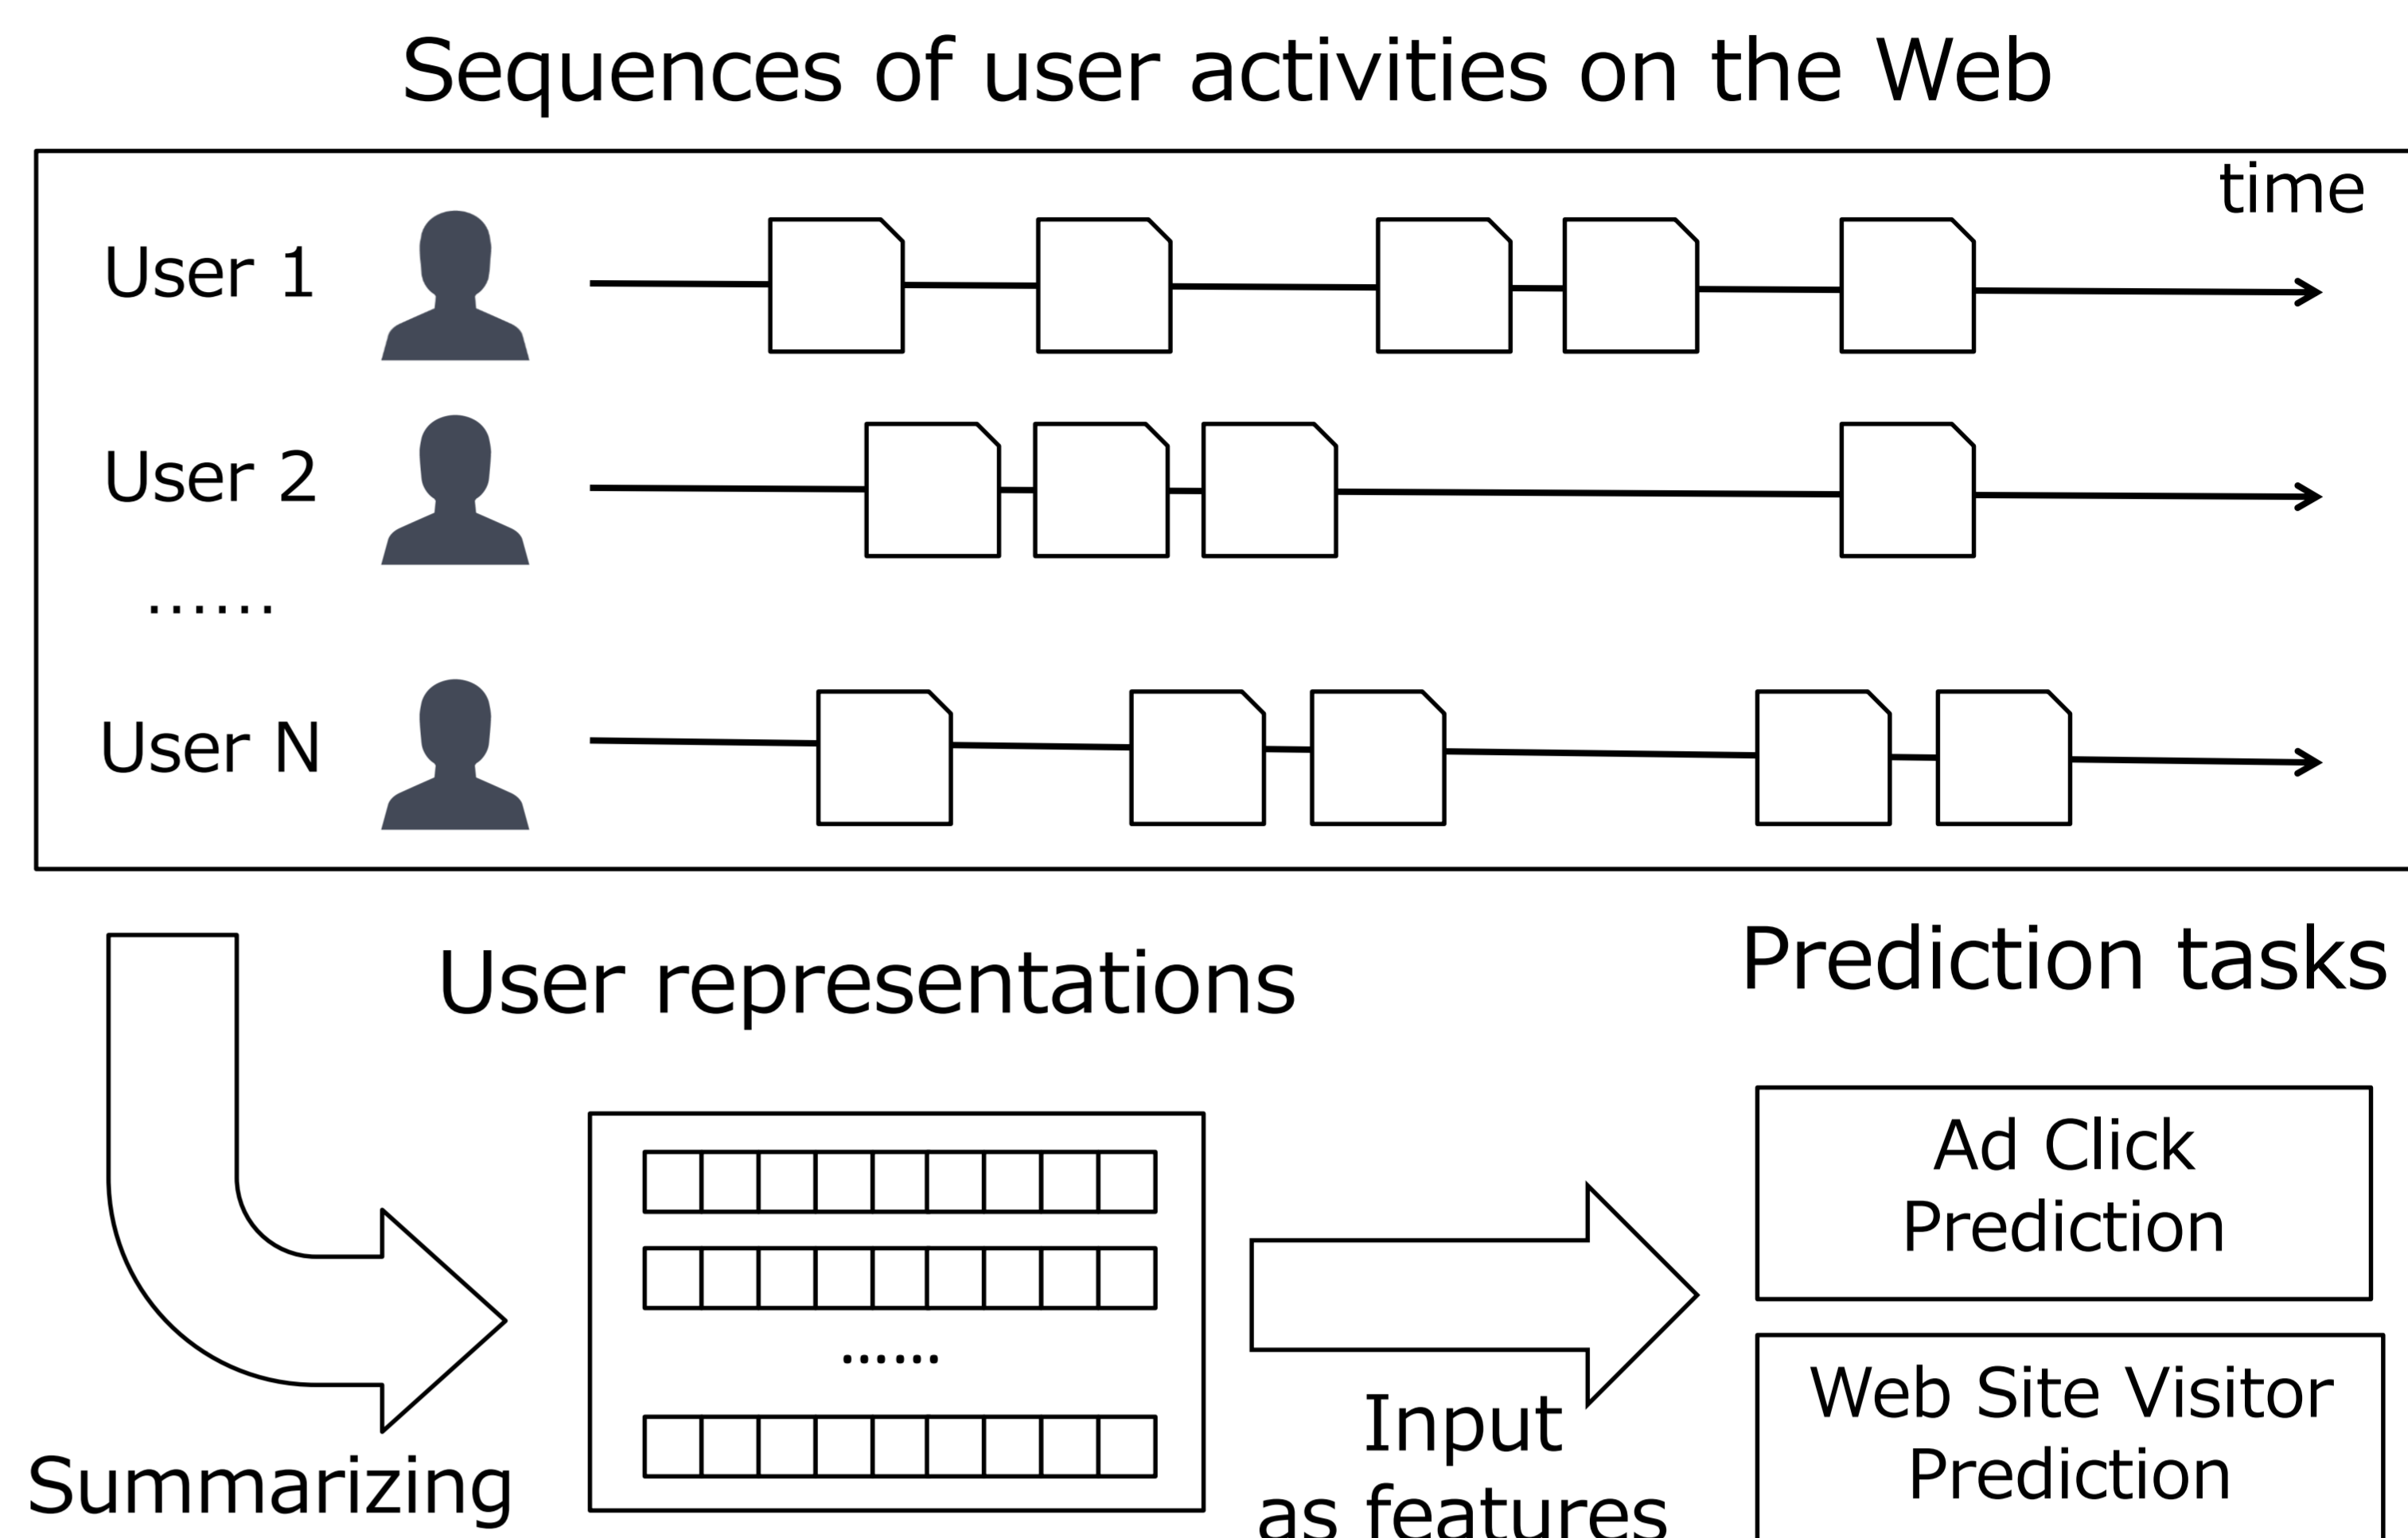 Sequences of user activities on the Web
time
User 1
User 2
......
User N
User representations
Prediction tasks
Ad Click
Prediction
......
Web Site Visitor
Prediction
Input
as features
Summarizing